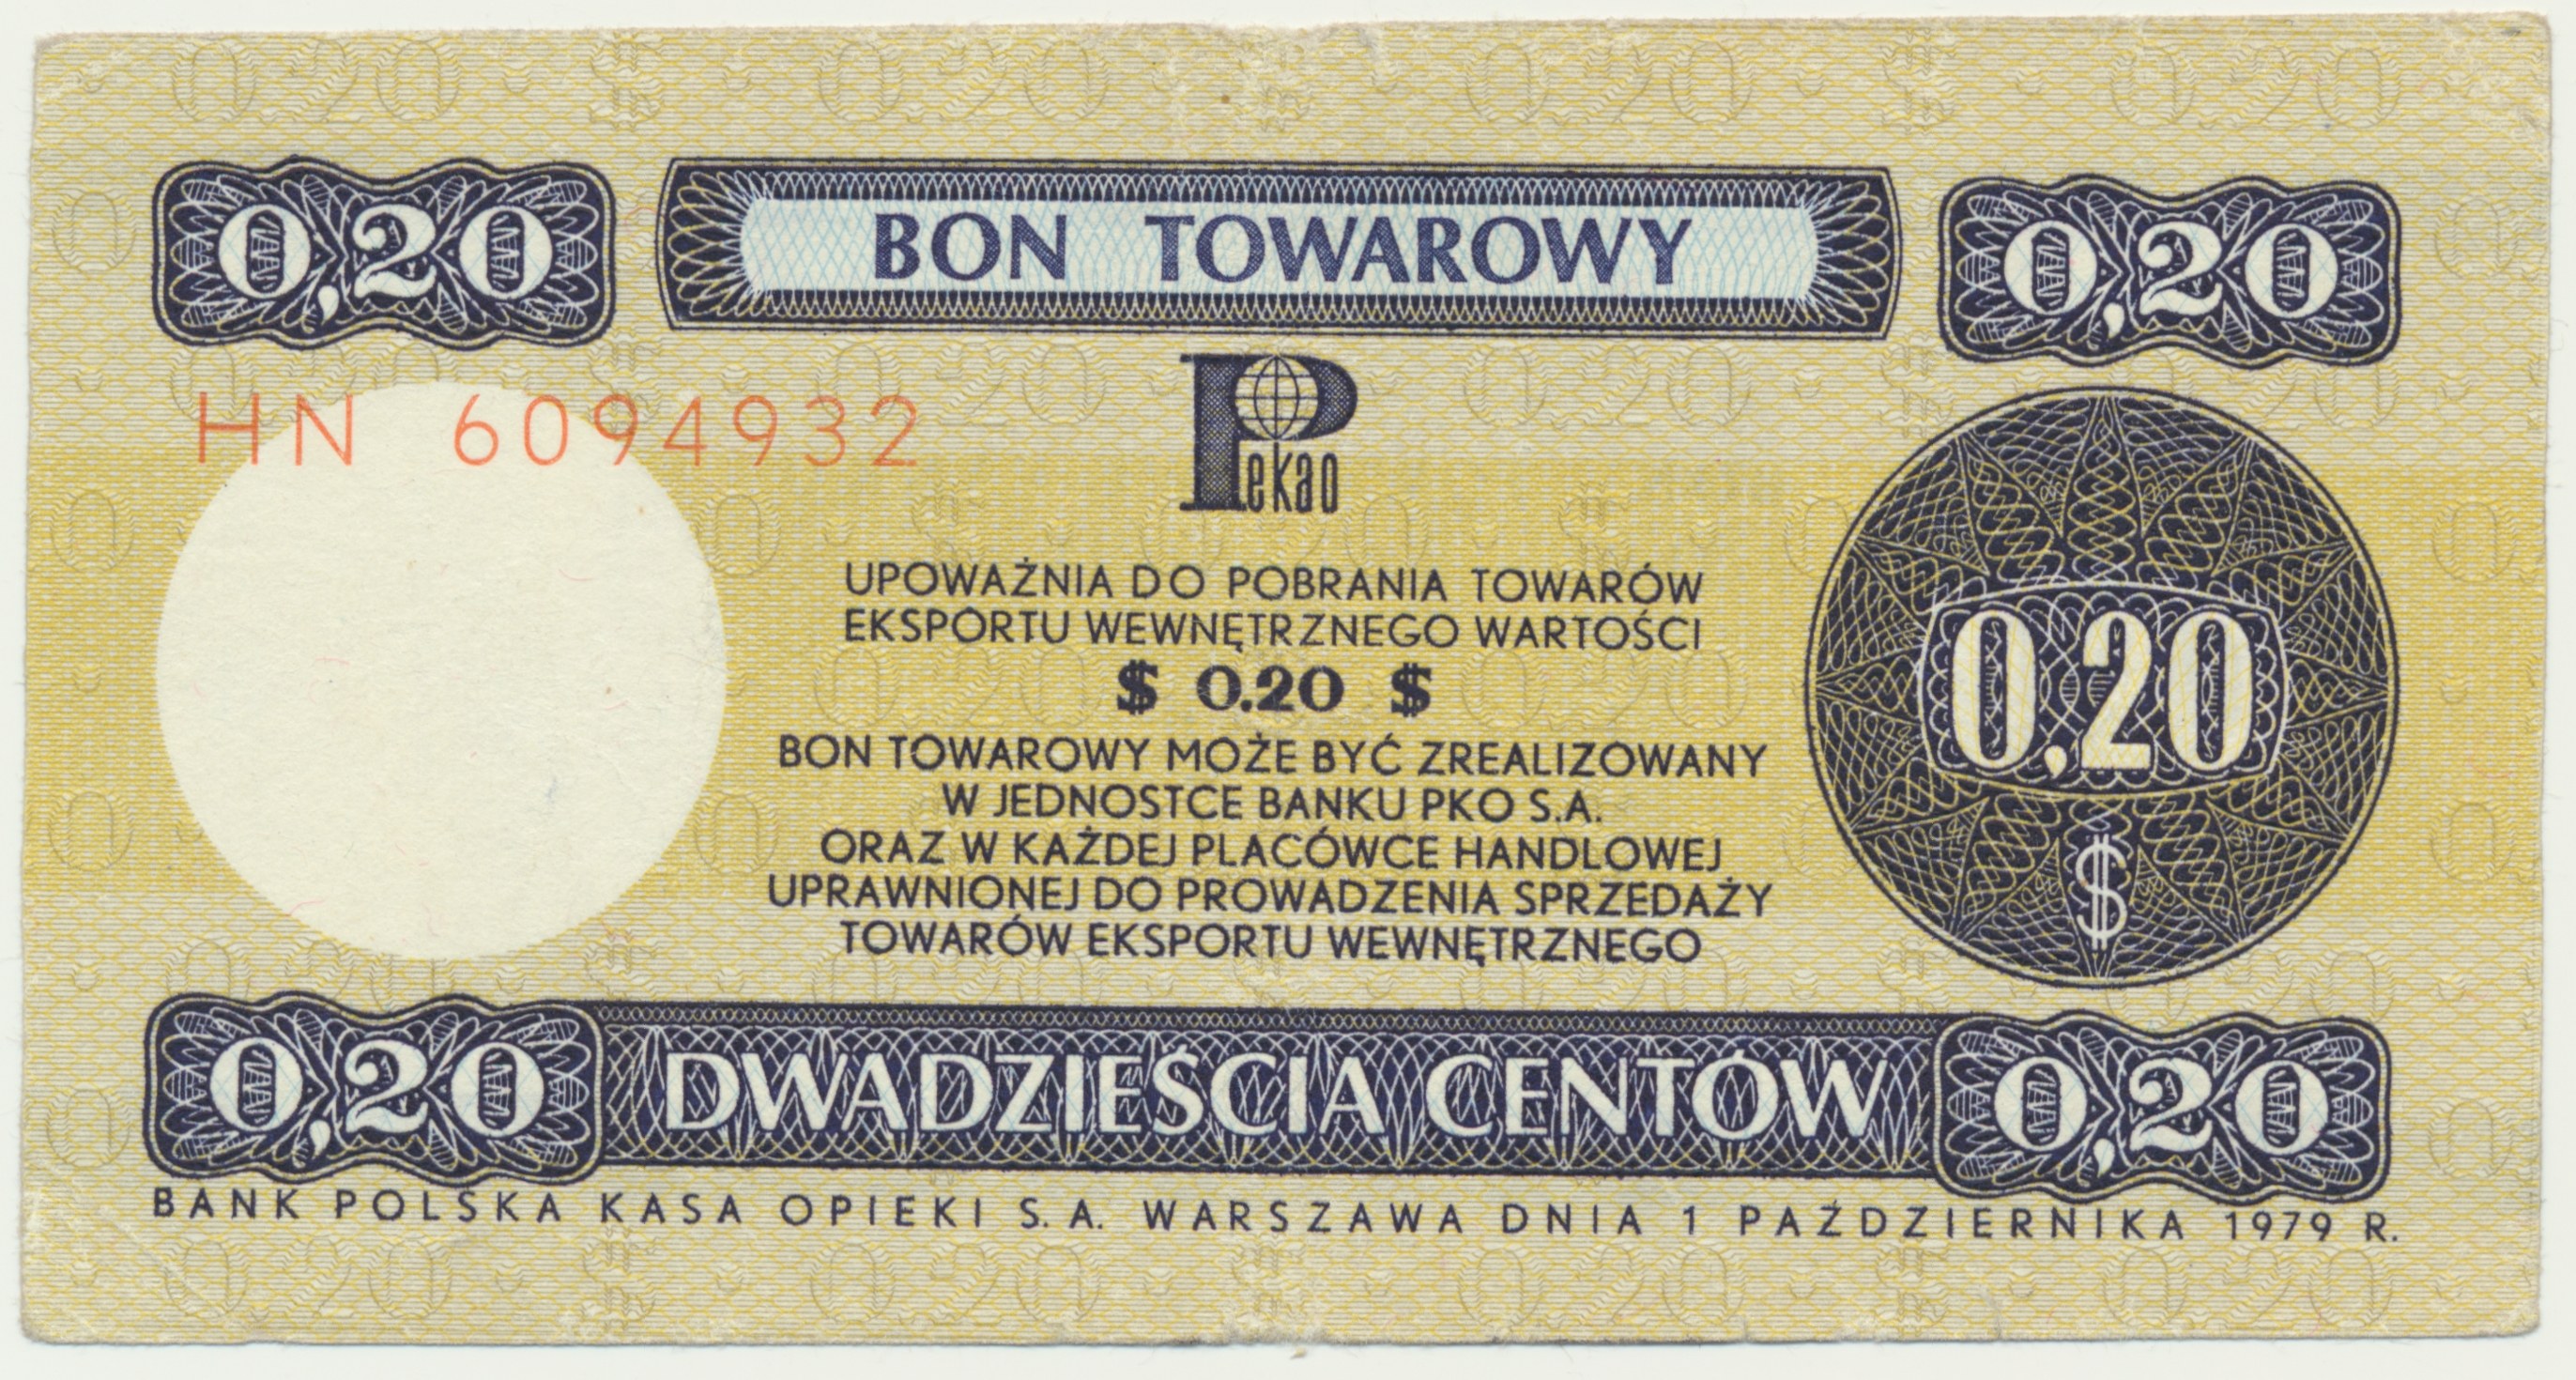 0,20 BON TOWAROWY 0,20
HN 6094932
Pekao
UPOWAŻNIA DO POBRANIA TOWARÓW
EKSPORTU WEWNĘTRZNEGO WARTOŚCI
$ 0.20 $
BON TOWAROWY MOŻE BYĆ ZREALIZOWANY
W JEDNOSTCE BANKU PKO S.A.
ORAZ W KAŻDEJ PLACÓWCE HANDLOWEJ
UPRAWNIONEJ DO PROWADZENIA SPRZEDAŻY
TOWARÓW EKSPORTU WEWNĘTRZNEGO
0,20
$
0,20 DWADZIEŚCIA CENTÓW 0,20
BANK POLSKA KASA OPIEKI S.A. WARSZAWA DNIA 1 PAŹDZIERNIKA 1979 R.